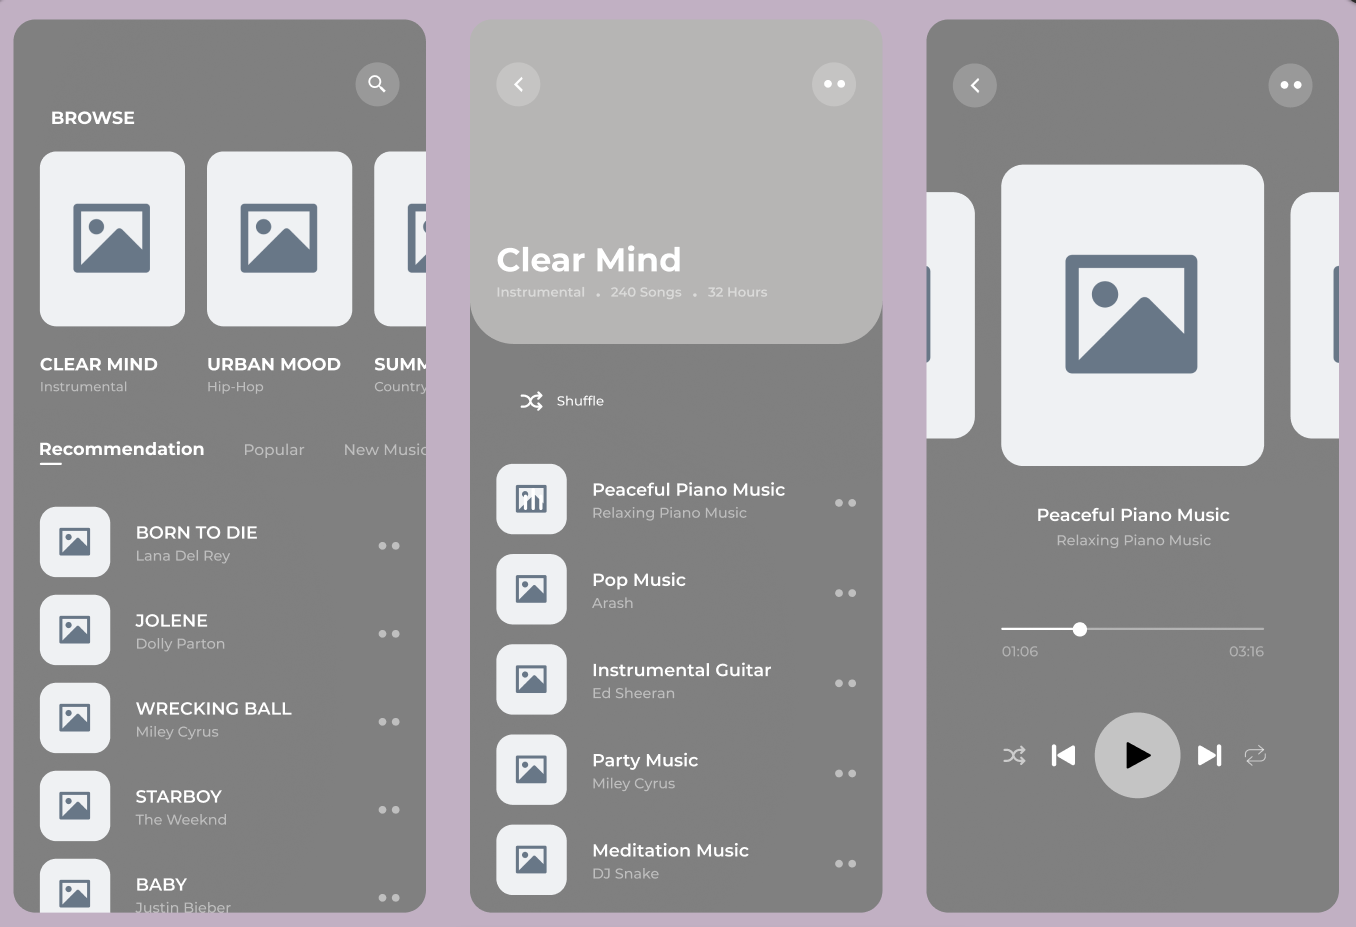 BROWSE
CLEAR MIND
Instrumental
URBAN MOOD
Hip-Hop
SUMM
Country
Recommendation Popular New Music
BORN TO DIE
Lana Del Rey
JOLENE
Dolly Parton
WRECKING BALL
Miley Cyrus
STARBOY
The Weeknd
BABY
Justin Bieber
Clear Mind
Instrumental . 240 Songs . 32 Hours
Shuffle
Peaceful Piano Music
Relaxing Piano Music
Pop Music
Arash
Instrumental Guitar
Ed Sheeran
Party Music
Miley Cyrus
Meditation Music
DJ Snake
Peaceful Piano Music
Relaxing Piano Music
01:06 03:16